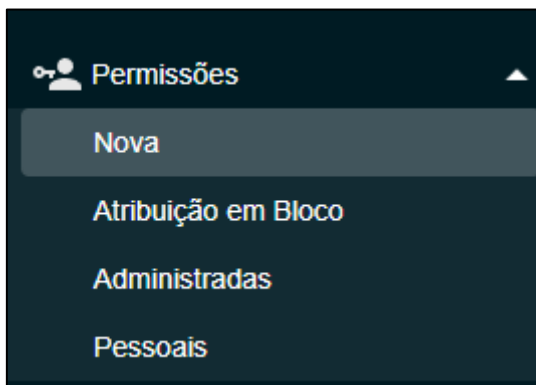 Permissões
Nova
Atribuição em Bloco
Administradas
Pessoais